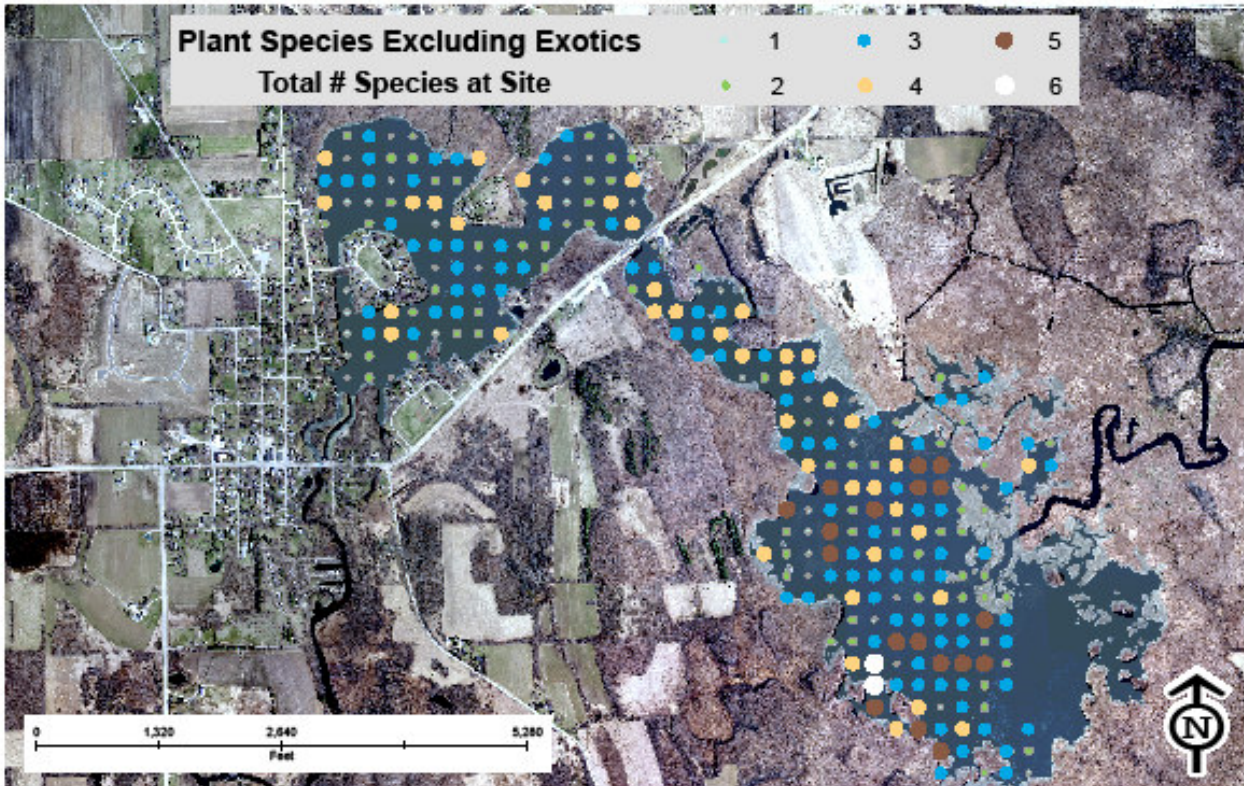 Plant Species Excluding Exotics
Total # Species at Site
1 3 5
2 4 6
0 1,320 2,640 5,280
Feet
N